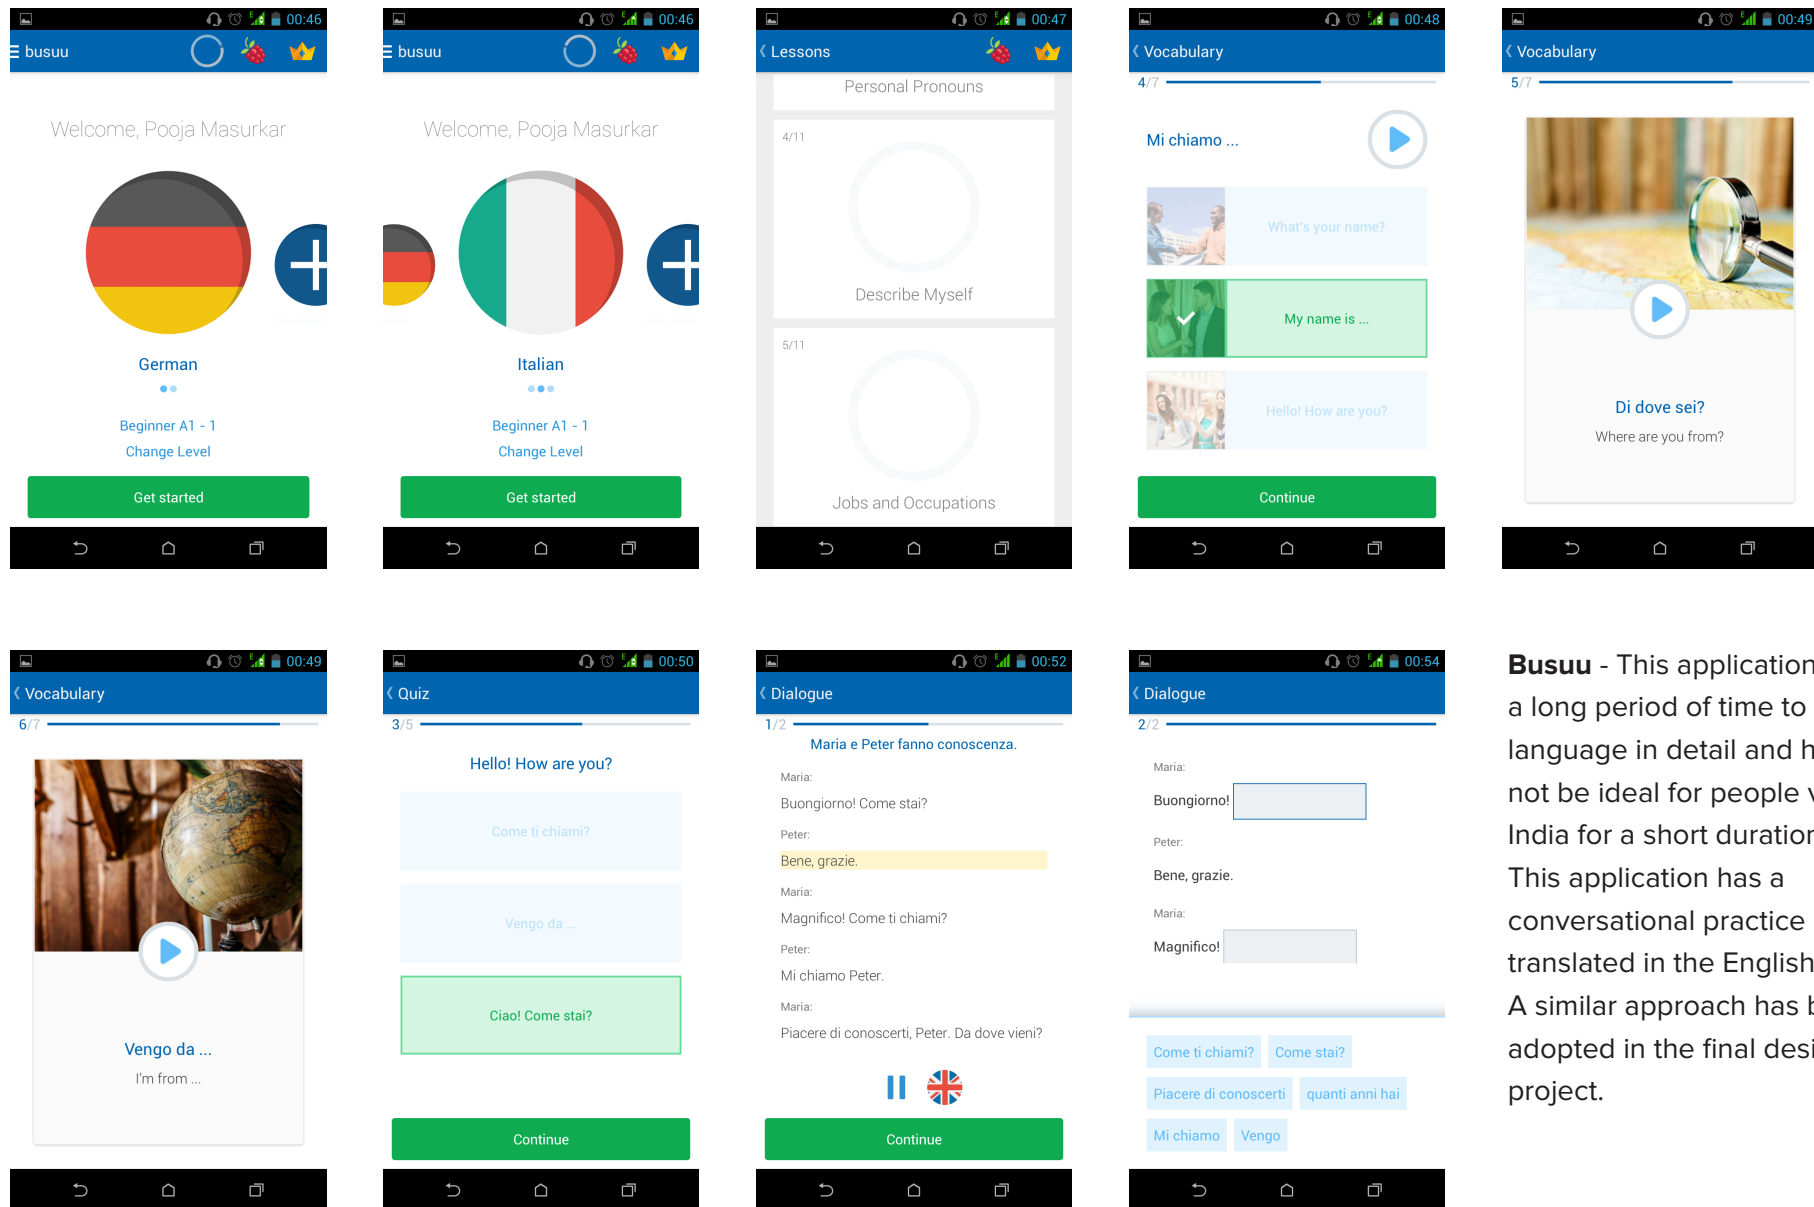 00:46
busuu
Welcome, Pooja Masurkar
German
Beginner A1 - 1
Change Level
Get started
00:46
busuu
Welcome, Pooja Masurkar
Italian
Beginner A1 - 1
Change Level
Get started
00:47
Lessons
Personal Pronouns
4/11
Describe Myself
5/11
Jobs and Occupations
00:48
Vocabulary
4/7
Mi chiamo ...
What's your name?
My name is ...
Hello! How are you?
Continue
00:49
Vocabulary
5/7
Di dove sei?
Where are you from?
00:49
Vocabulary
6/7
Vengo da ...
I'm from ...
00:50
Quiz
3/5
Hello! How are you?
Come ti chiami?
Vengo da ...
Ciao! Come stai?
Continue
00:52
Dialogue
1/2
Maria e Peter fanno conoscenza.
Maria:
Buongiorno! Come stai?
Peter:
Bene, grazie.
Maria:
Magnifico! Come ti chiami?
Peter:
Mi chiamo Peter.
Maria:
Piacere di conoscerti, Peter. Da dove vieni?
Continue
00:54
Dialogue
2/2
Maria:
Buongiorno!
Peter:
Bene, grazie.
Maria:
Magnifico!
Come ti chiami? Come stai?
Piacere di conoscerti quanti anni hai
Mi chiamo Vengo
Busuu - This application
a long period of time to
language in detail and
not be ideal for people
India for a short duration
This application has a
conversational practice
translated in the English
A similar approach has
adopted in the final
project.